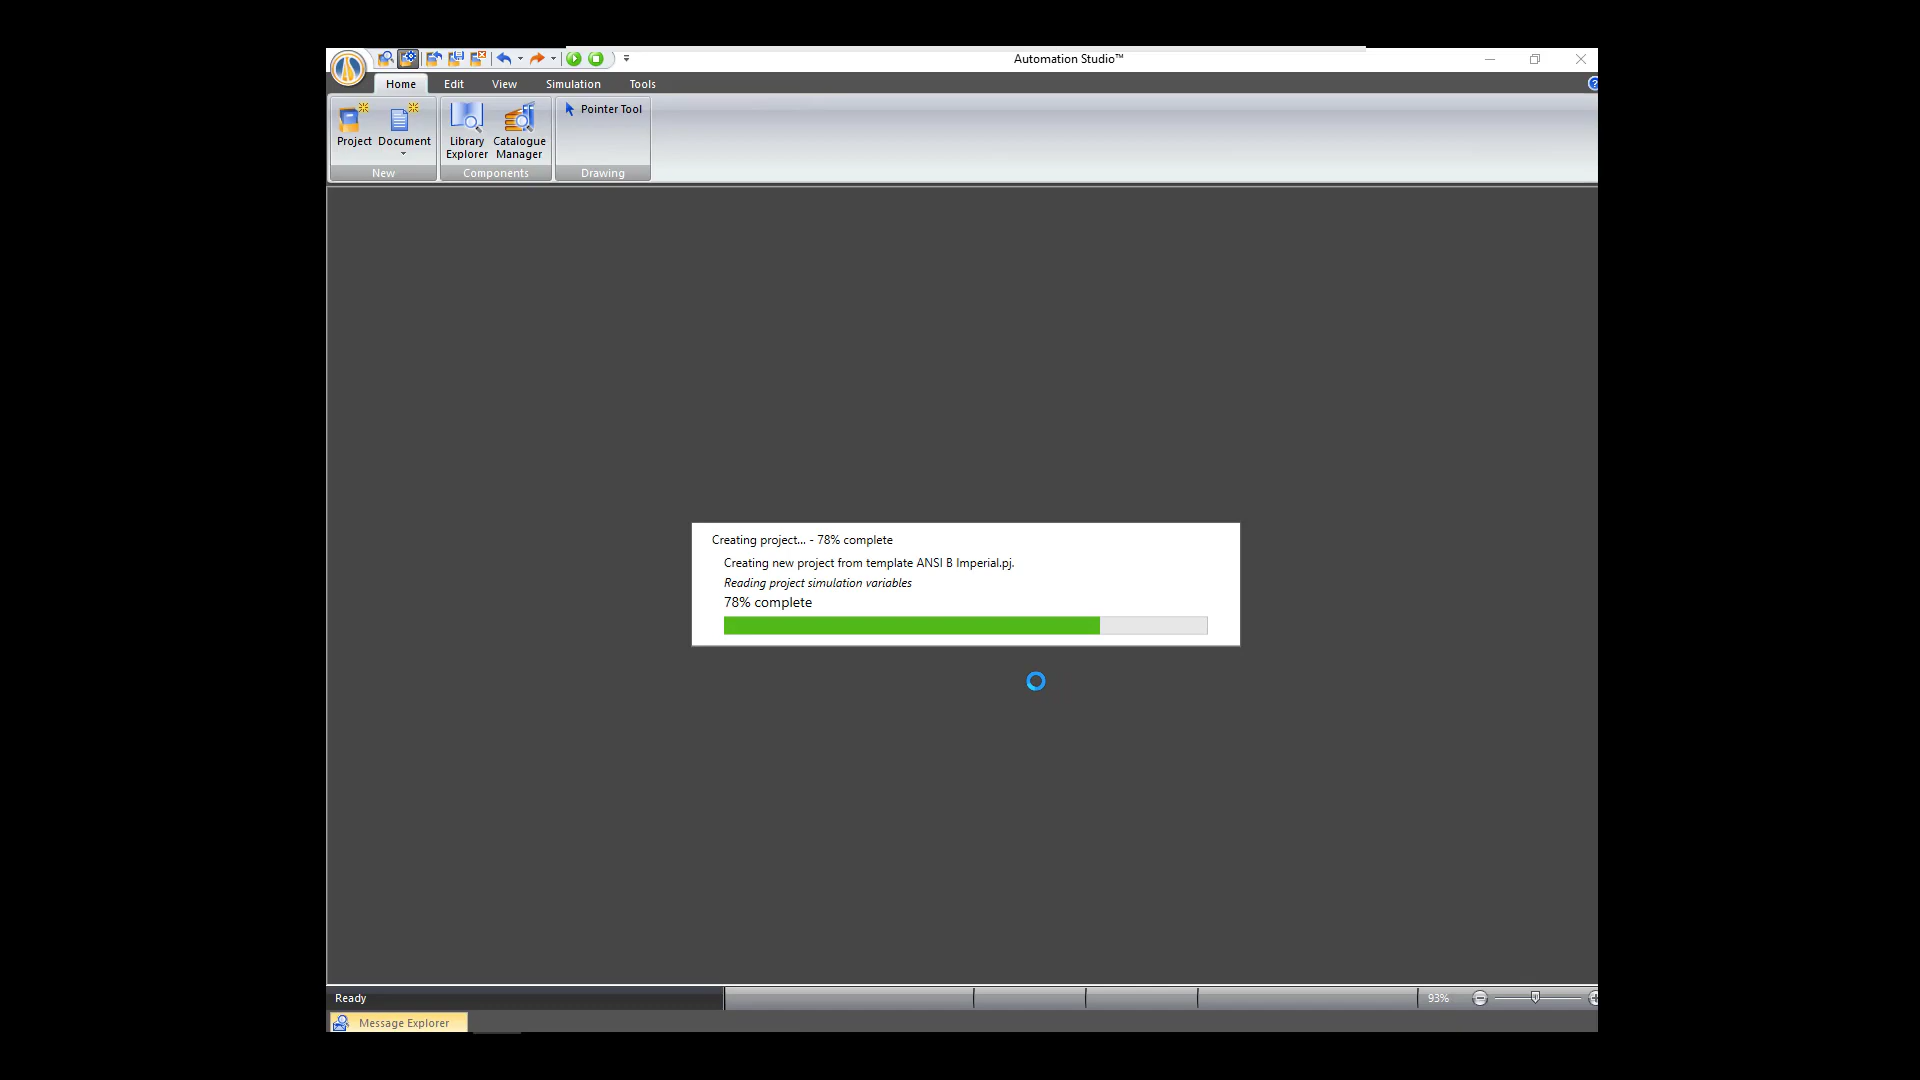 Automation Studio™
Home Edit View Simulation Tools
Pointer Tool
Project Document Library Explorer Catalogue Manager
New Components Drawing
Creating project... - 78% complete
Creating new project from template ANSI B Imperial.pj.
Reading project simulation variables
78% complete
Ready 93%
Message Explorer